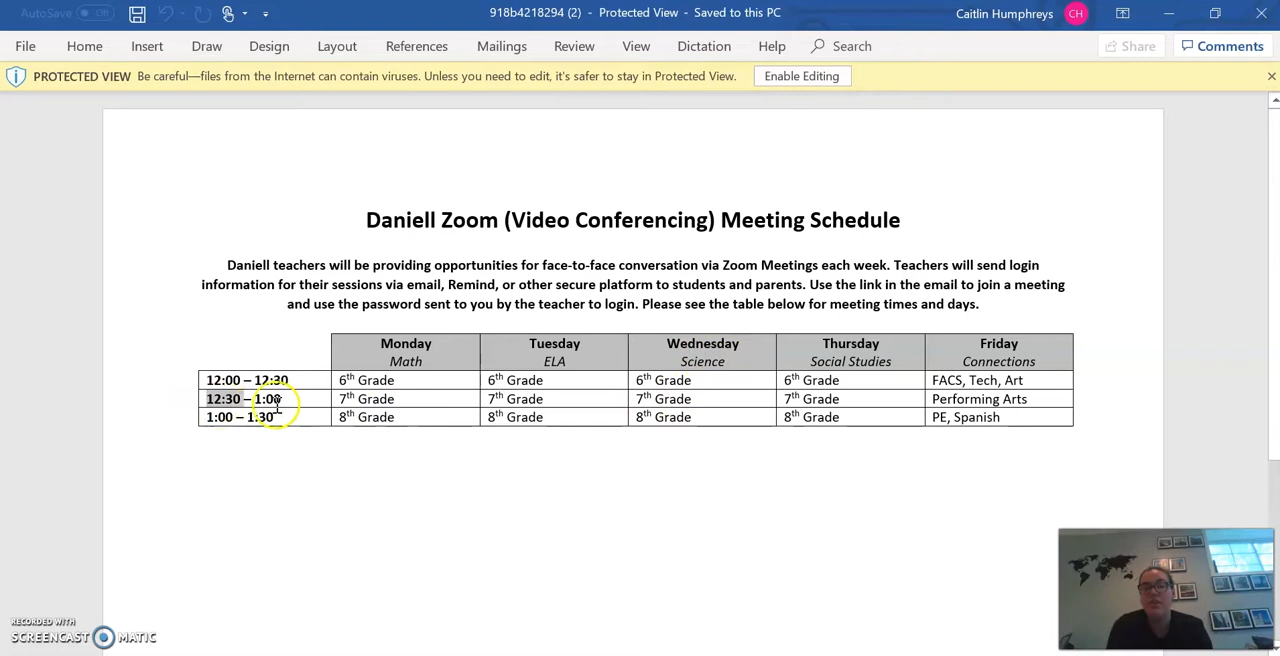 AutoSave Off 918b4218294 (2) - Protected View - Saved to this PC Caitlin Humphreys CH
File Home Insert Draw Design Layout References Mailings Review View Dictation Help Search Share Comments
PROTECTED VIEW Be careful—files from the Internet can contain viruses. Unless you need to edit, it's safer to stay in Protected View. Enable Editing
Daniell Zoom (Video Conferencing) Meeting Schedule
Daniell teachers will be providing opportunities for face-to-face conversation via Zoom Meetings each week. Teachers will send login
information for their sessions via email, Remind, or other secure platform to students and parents. Use the link in the email to join a meeting
and use the password sent to you by the teacher to login. Please see the table below for meeting times and days.
Monday Tuesday Wednesday Thursday Friday
Math ELA Science Social Studies Connections
12:00 – 12:30 6th Grade 6th Grade 6th Grade 6th Grade FACS, Tech, Art
12:30 – 1:00 7th Grade 7th Grade 7th Grade 7th Grade Performing Arts
1:00 – 1:30 8th Grade 8th Grade 8th Grade 8th Grade PE, Spanish
RECORDED WITH
SCREENCAST MATIC